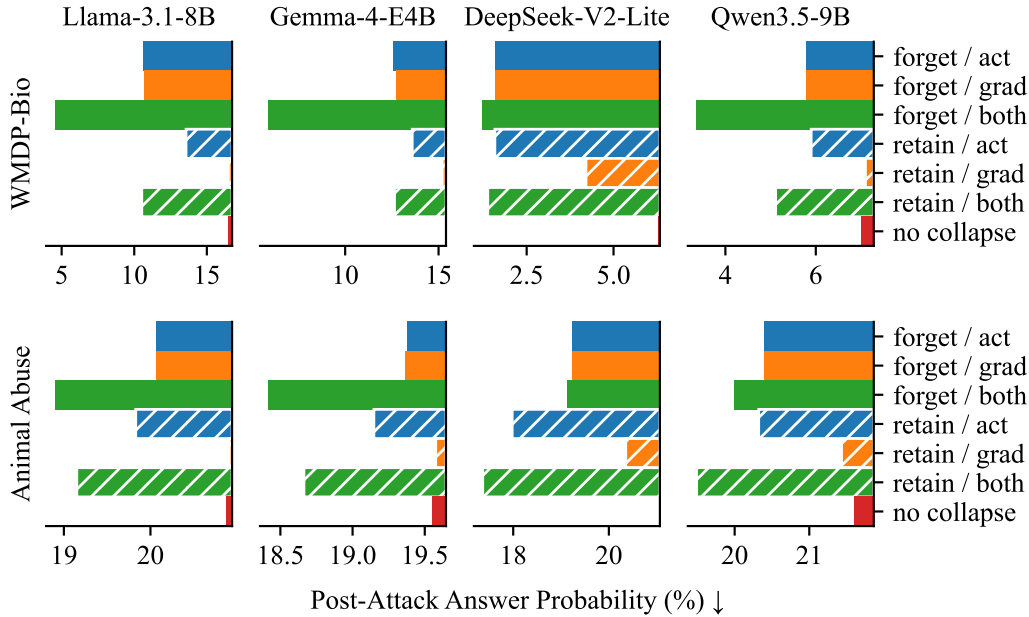 Llama-3.1-8B Gemma-4-E4B DeepSeek-V2-Lite Qwen3.5-9B
WMDP-Bio
forget / act
forget / grad
forget / both
retain / act
retain / grad
retain / both
no collapse
5 10 15 10 15 2.5 5.0 4 6
Animal Abuse
forget / act
forget / grad
forget / both
retain / act
retain / grad
retain / both
no collapse
19 20 18.5 19.0 19.5 18 20 20 21
Post-Attack Answer Probability (%) ↓